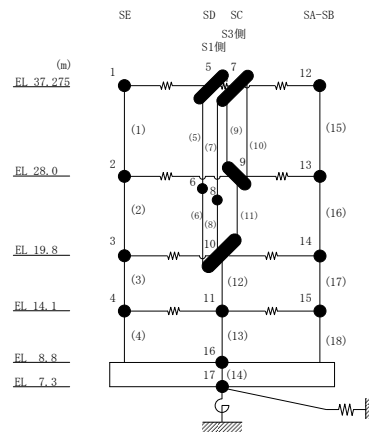 SE SD SC SA-SB
S3側
S1側
(m)
EL 37.275 1 5 7 12
(1) (5) (7) (9) (10) (15)
EL 28.0 2 9 13
6 8
(2) (6) (8) (11) (16)
EL 19.8 3 10 14
(3) (12) (17)
EL 14.1 4 11 15
(4) (13) (18)
EL 8.8 16
EL 7.3 17 (14)